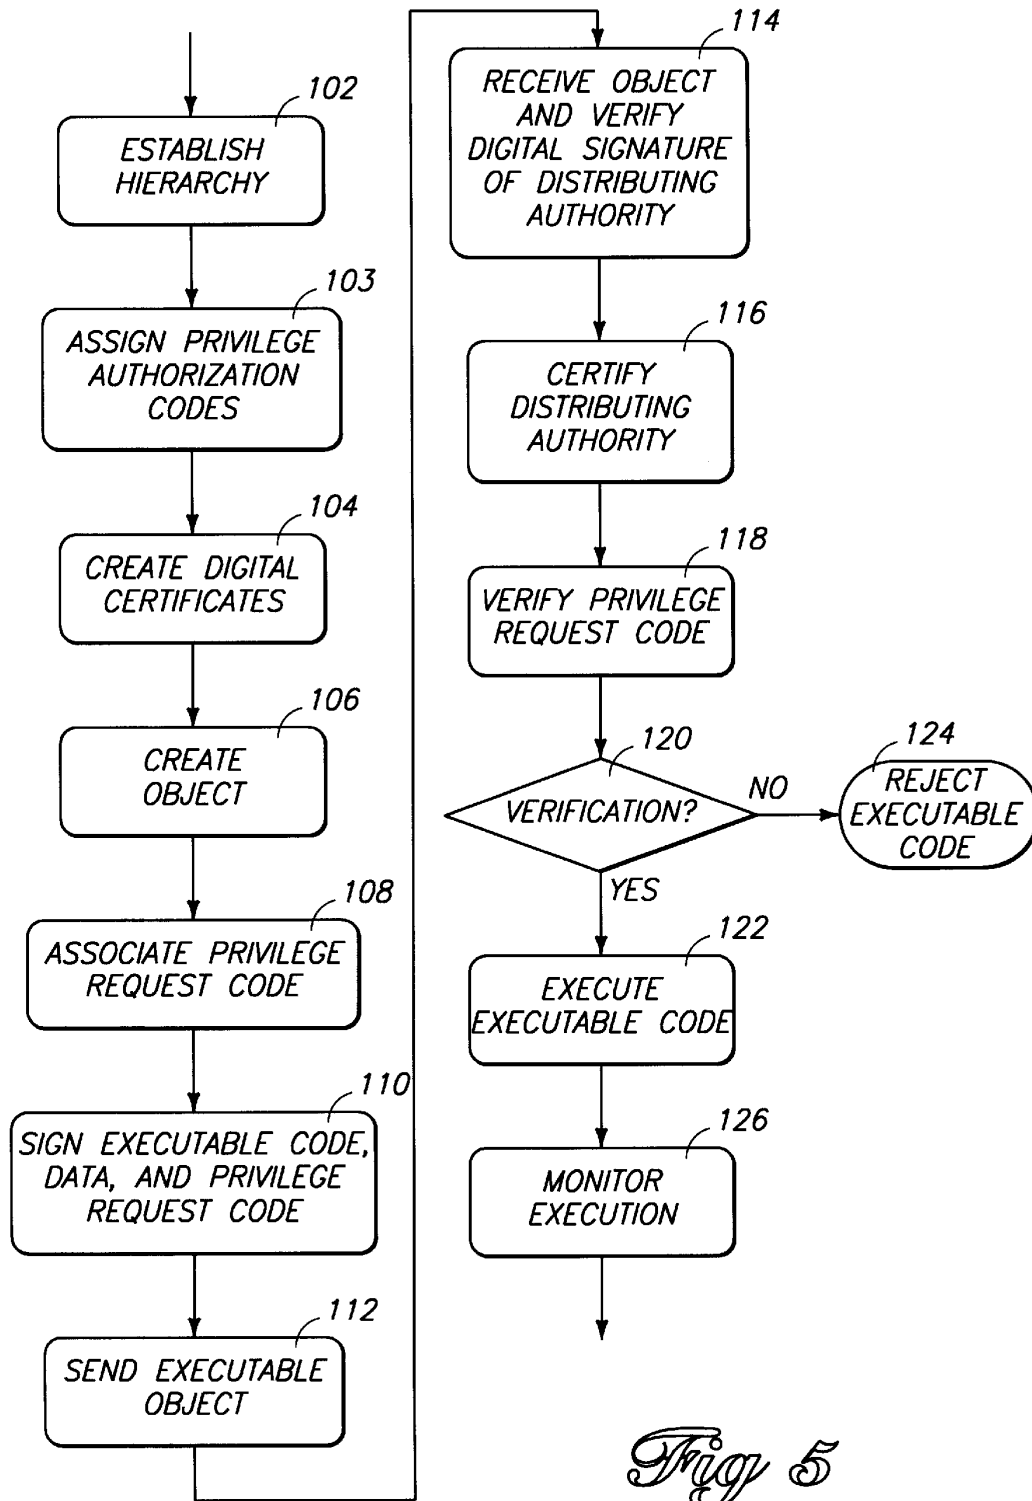 102
ESTABLISH
HIERARCHY
103
ASSIGN PRIVILEGE
AUTHORIZATION
CODES
104
CREATE DIGITAL
CERTIFICATES
106
CREATE
OBJECT
108
ASSOCIATE PRIVILEGE
REQUEST CODE
110
SIGN EXECUTABLE CODE,
DATA, AND PRIVILEGE
REQUEST CODE
112
SEND EXECUTABLE
OBJECT
114
RECEIVE OBJECT
AND VERIFY
DIGITAL SIGNATURE
OF DISTRIBUTING
AUTHORITY
116
CERTIFY
DISTRIBUTING
AUTHORITY
118
VERIFY PRIVILEGE
REQUEST CODE
120
VERIFICATION?
NO
124
REJECT
EXECUTABLE
CODE
YES
122
EXECUTE
EXECUTABLE CODE
126
MONITOR
EXECUTION
Fig 5